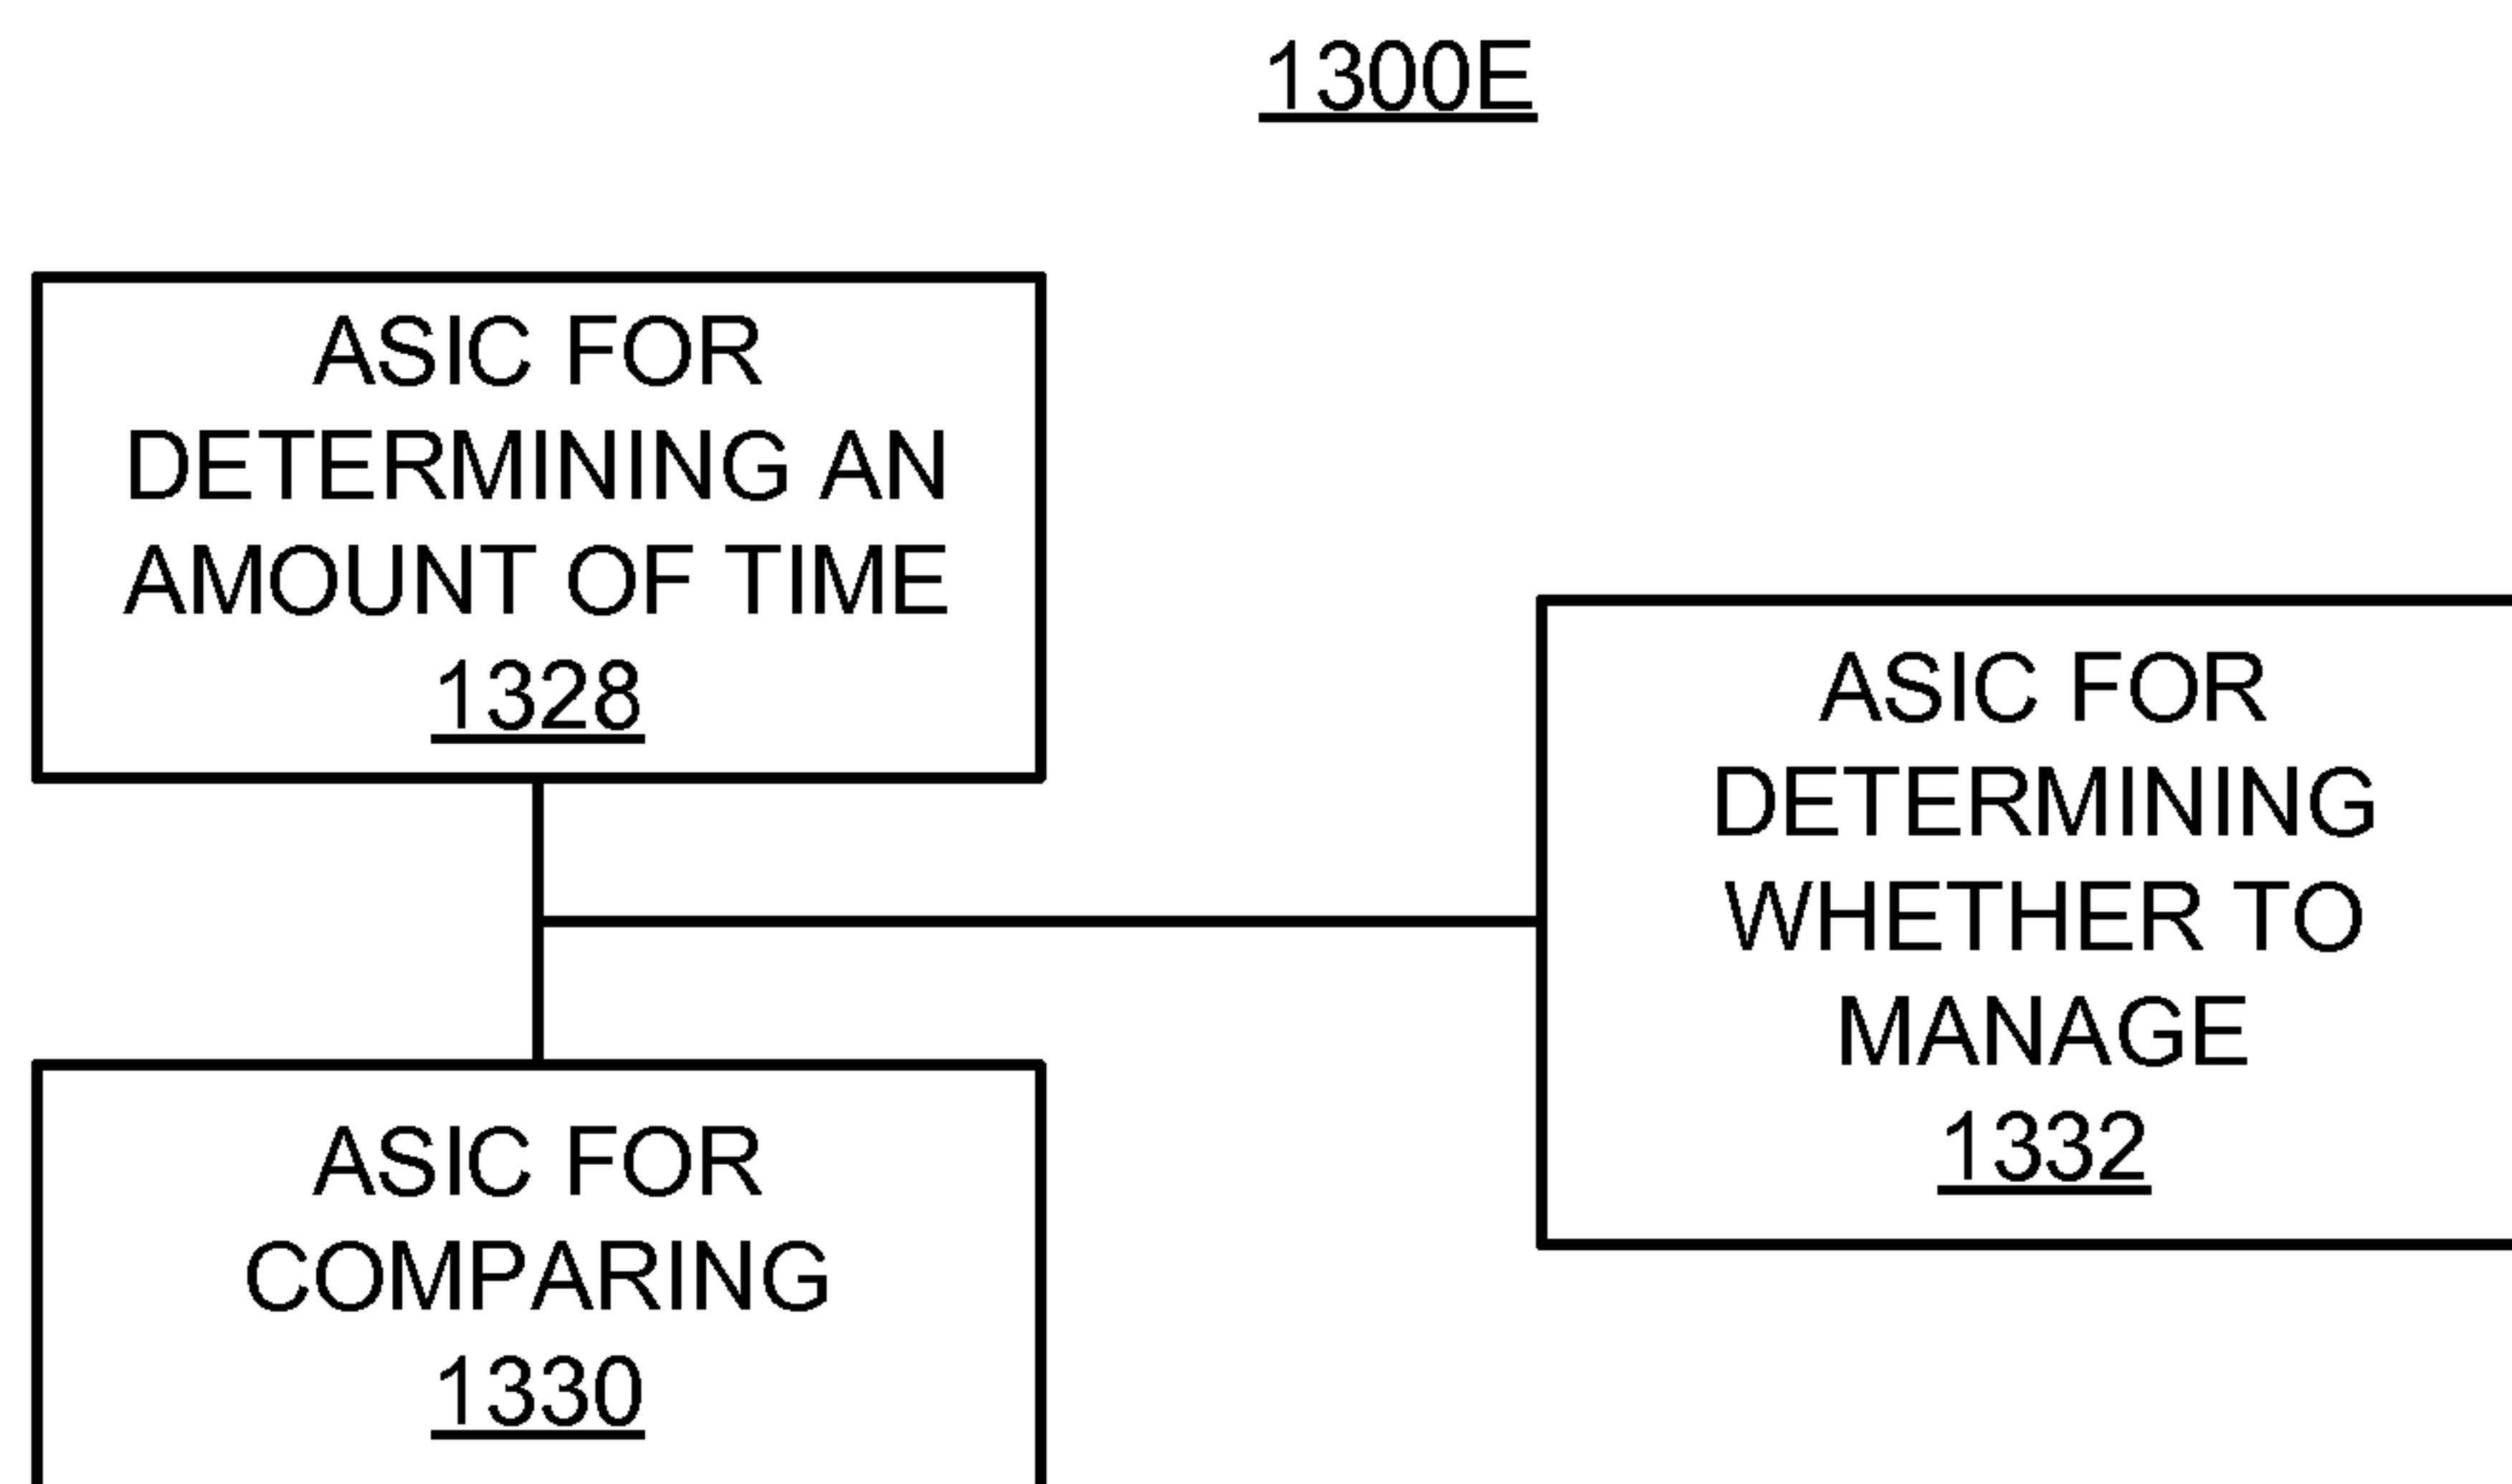 1300E
ASIC FOR
DETERMINING AN
AMOUNT OF TIME
1328
ASIC FOR
DETERMINING
WHETHER TO
MANAGE
1332
ASIC FOR
COMPARING
1330